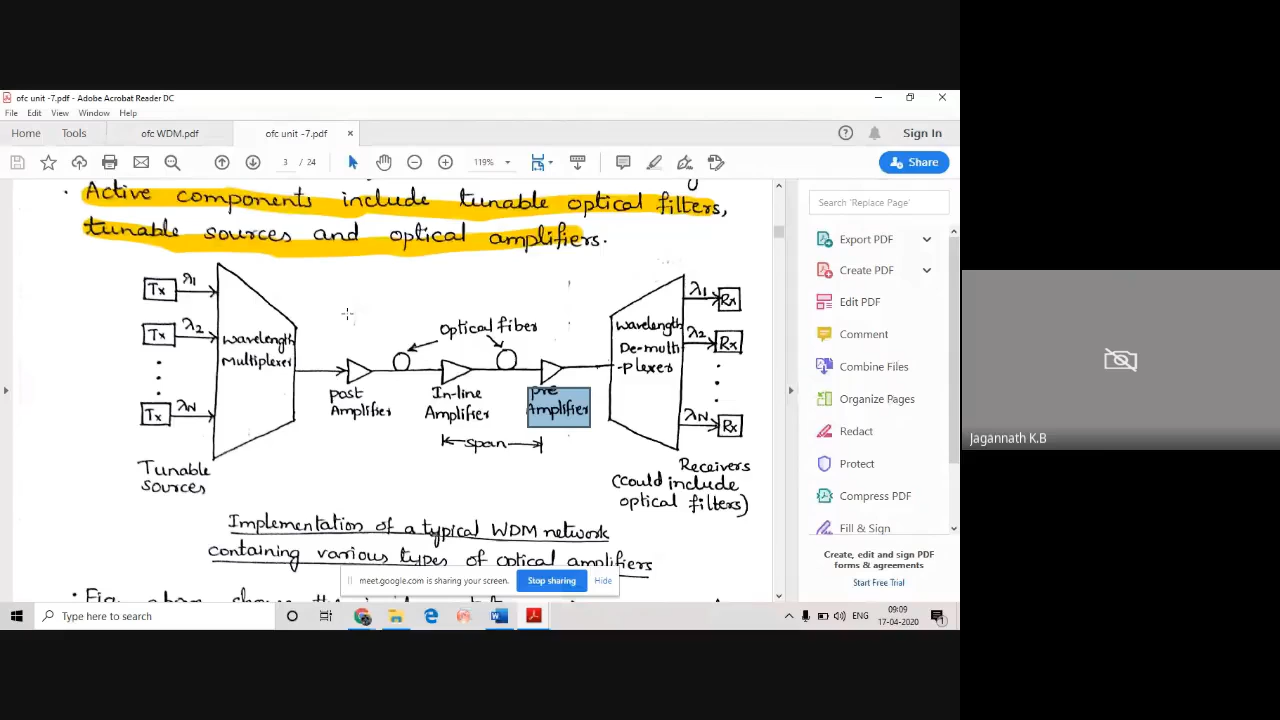 ofc unit -7.pdf - Adobe Acrobat Reader DC
File Edit View Window Help
Home Tools ofc WDM.pdf ofc unit -7.pdf × Sign In
3 / 24 119% Share
Active components include tunable optical filters,
tunable sources and optical amplifiers.
Tx λ1
Tx λ2
Tx λN
Wavelength
Multiplexer
Tunable
Sources
Optical fiber
post
Amplifier
In-line
Amplifier
pre
Amplifier
span
Wavelength
De-multi
-plexer
λ1 Rx
λ2 Rx
λN Rx
Receivers
(could include
optical filters)
Implementation of a typical WDM network
containing various types of optical amplifiers
Search 'Replace Page'
Export PDF
Create PDF
Edit PDF
Comment
Combine Files
Organize Pages
Redact
Protect
Compress PDF
Fill & Sign
Create, edit and sign PDF
forms & agreements
Start Free Trial
meet.google.com is sharing your screen. Stop sharing Hide
Type here to search
ENG
09:09
17-04-2020
Jagannath K.B